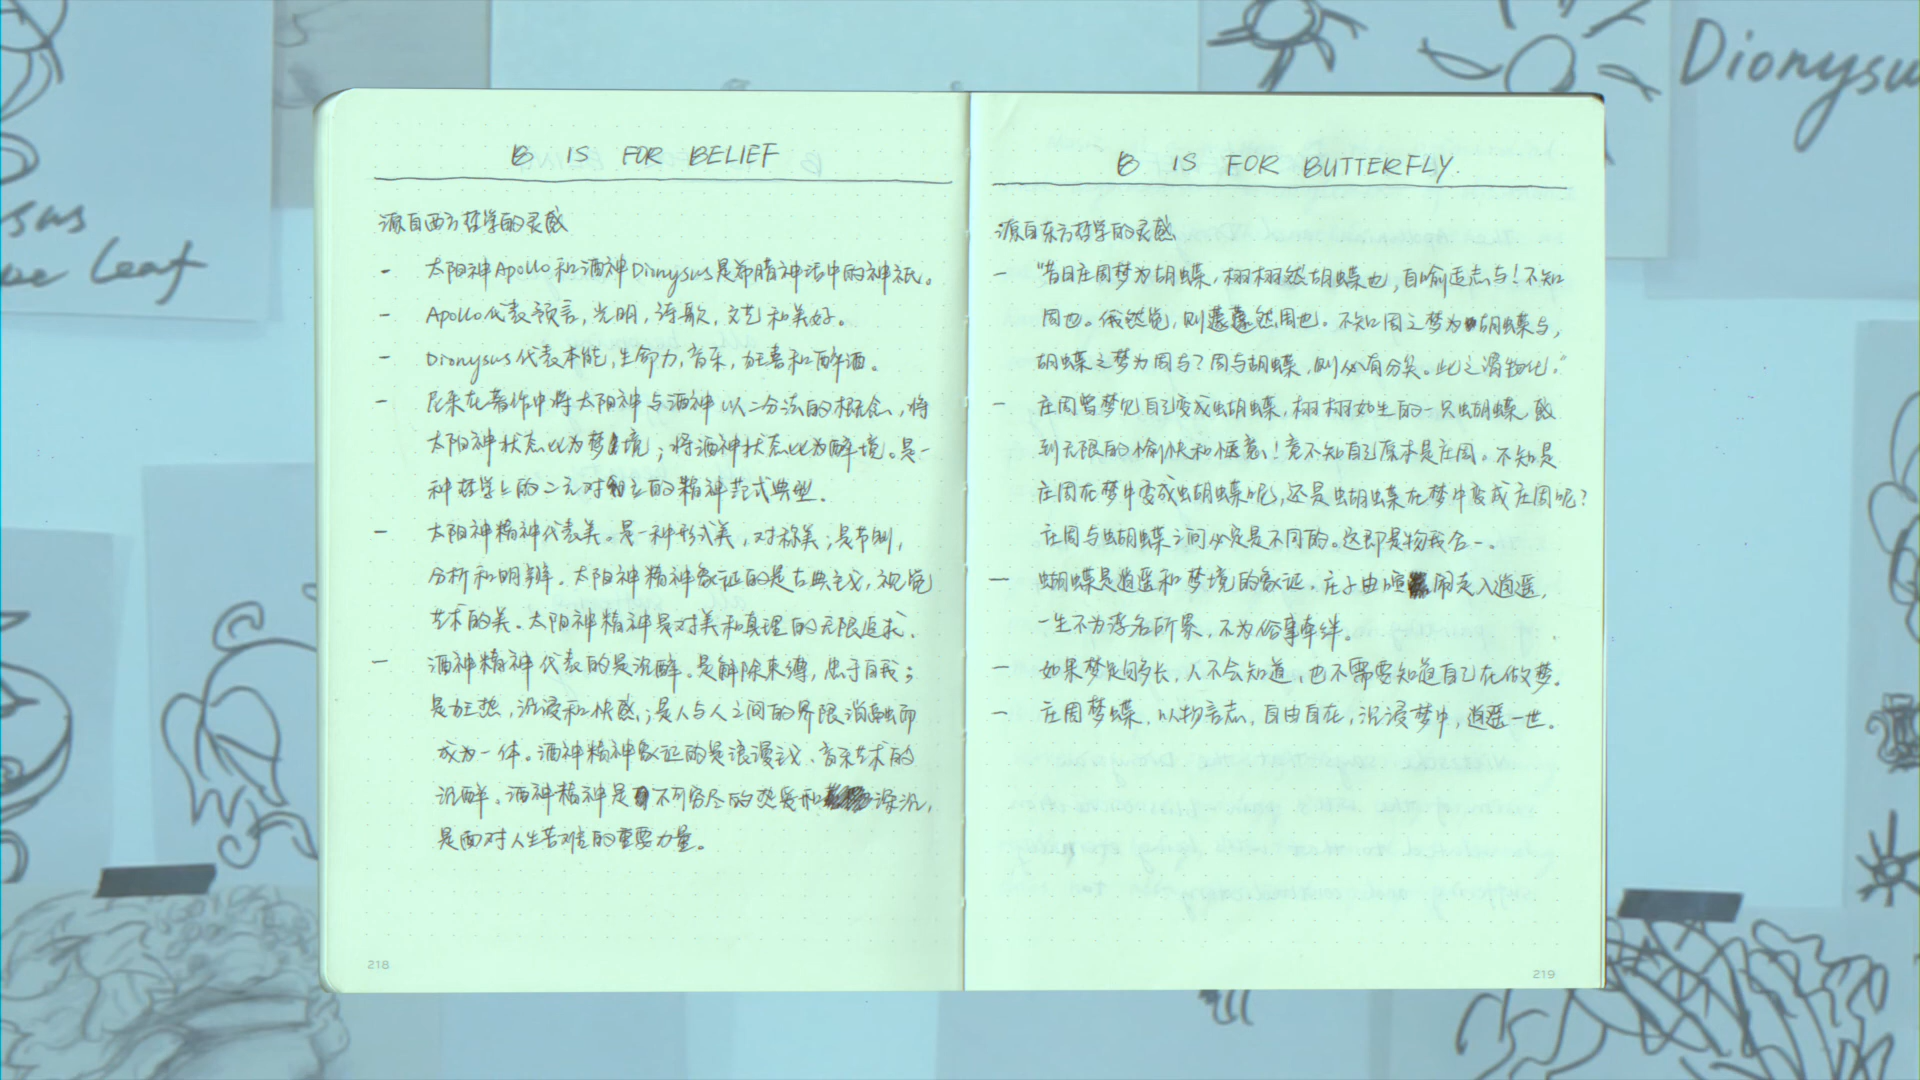 Dionysus
sus
Leaf
B IS FOR BELIEF
源自西方哲学的灵感
- 太阳神Apollo和酒神Dionysus是希腊神话中的神祇。
- Apollo代表预言,光明,诗歌,文艺和美好。
- Dionysus代表本能,生命力,音乐,狂喜和醉酒。
- 尼采在著作中将太阳神与酒神以二分法的概念,将
太阳神状态比为梦境;将酒神状态比为醉境。是一
种哲学上的二元对立的精神范式典型。
- 太阳神精神代表美。是一种形式美,对称美;是节制,
分析和明辨。太阳神精神象征的是古典主义,视觉
艺术的美。太阳神精神是对美和真理的无限追求。
- 酒神精神代表的是沉醉。是解除束缚,忠于自我;
是狂热,沉浸和快感;是人与人之间的界限消融而
成为一体。酒神精神象征的是浪漫主义、音乐艺术的
沉醉。酒神精神是不可穷尽的热爱和深沉,
是面对人生苦难的重要力量。
218
B IS FOR BUTTERFLY.
源自东方哲学的灵感
- “昔日庄周梦为胡蝶,栩栩然胡蝶也,自喻适志与!不知
周也。俄然觉,则蘧蘧然周也。不知周之梦为胡蝶与,
胡蝶之梦为周与?周与胡蝶,则必有分矣。此之谓物化。”
- 庄周曾梦见自己变成蝴蝶,栩栩如生的一只蝴蝶,感
到无限的愉快和惬意!竟不知自己原本是庄周。不知是
庄周在梦中变成蝴蝶呢,还是蝴蝶在梦中变成庄周呢?
庄周与蝴蝶之间必定是不同的。这即是物我合一。
- 蝴蝶是逍遥和梦境的象征。庄子由喧闹走入逍遥,
一生不为浮名所累,不为俗事牵绊。
- 如果梦足够长,人不会知道,也不需要知道自己在做梦。
- 庄周梦蝶,以物言志,自由自在,沉浸梦中,逍遥一世。
219